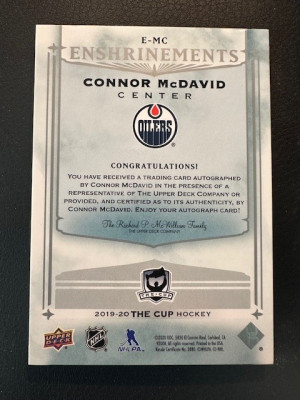 E-MC
ENSHRINEMENTS
CONNOR McDAVID
CENTER
OILERS
CONGRATULATIONS!
YOU HAVE RECEIVED A TRADING CARD AUTOGRAPHED
BY CONNOR MCDAVID IN THE PRESENCE OF A
REPRESENTATIVE OF THE UPPER DECK COMPANY OR
PROVIDED, AND CERTIFIED AS TO ITS AUTHENTICITY, BY
CONNOR MCDAVID. ENJOY YOUR AUTOGRAPH CARD!
The Richard P. McWilliam Family
THE UPPER DECK COMPANY
THE CUP
2019-20 THE CUP HOCKEY
UPPER DECK
NHL
NHLPA